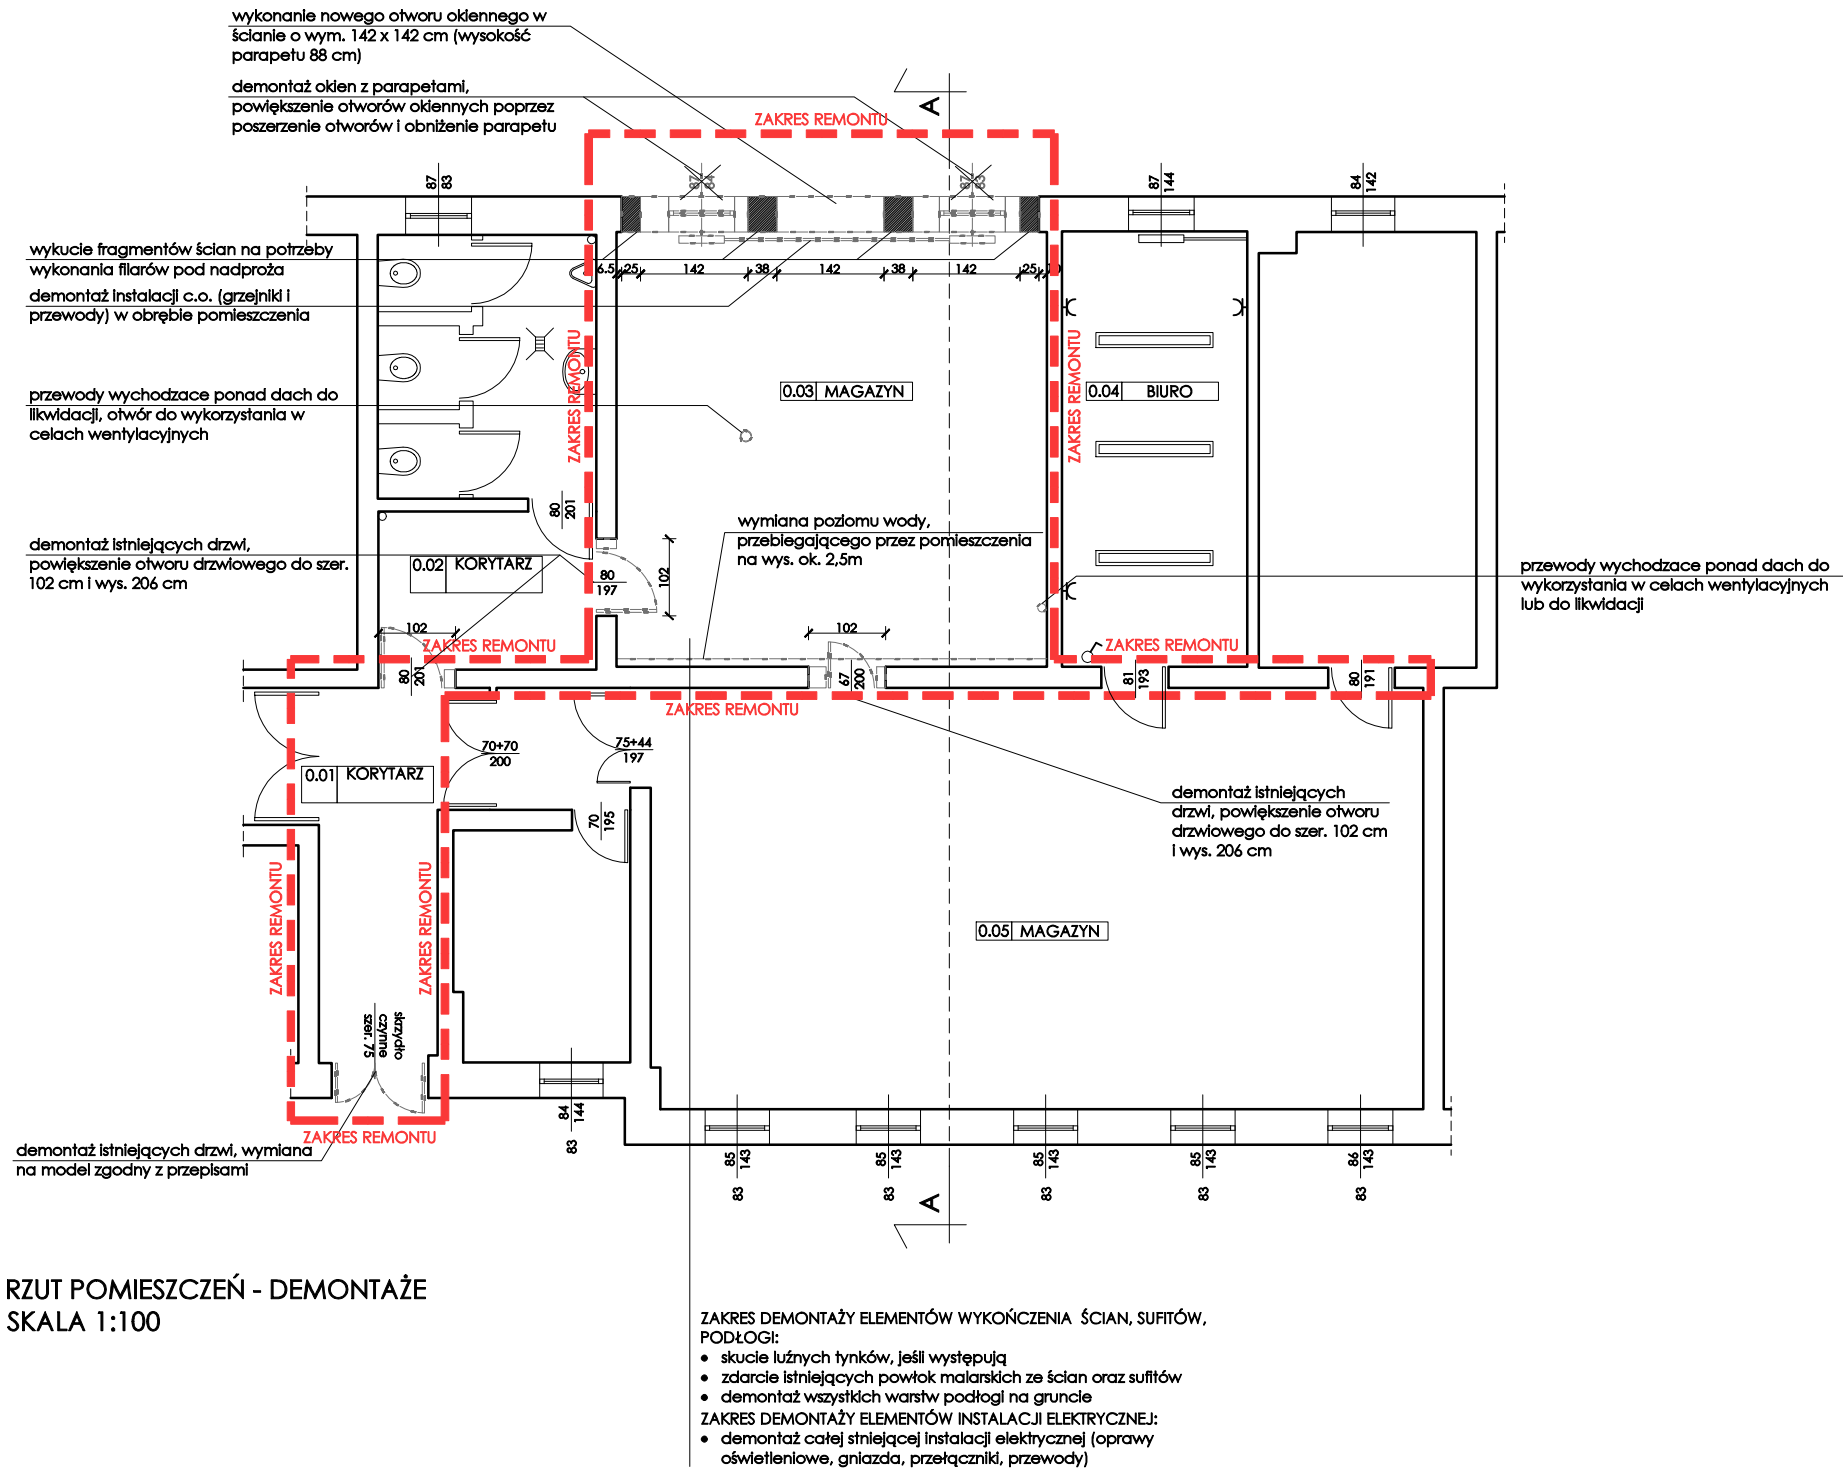 wykonanie nowego otworu okiennego w
ścianie o wym. 142 x 142 cm (wysokość
parapetu 88 cm)
demontaż okien z parapetami,
powiększenie otworów okiennych poprzez
poszerzenie otworów i obniżenie parapetu
A
ZAKRES REMONTU
87
83
87
84
87
83
87
144
84
142
wykucie fragmentów ścian na potrzeby
wykonania filarów pod nadproża
demontaż instalacji c.o. (grzejniki i
przewody) w obrębie pomieszczenia
6.5
25
142
38
142
38
142
25
10
ZAKRES REMONTU
ZAKRES REMONTU
0.03 MAGAZYN
0.04 BIURO
przewody wychodzace ponad dach do
likwidacji, otwór do wykorzystania w
celach wentylacyjnych
80
201
wymiana poziomu wody,
przebiegającego przez pomieszczenia
na wys. ok. 2,5m
demontaż istniejących drzwi,
powiększenie otworu drzwiowego do szer.
102 cm i wys. 206 cm
0.02 KORYTARZ
80
197
102
przewody wychodzace ponad dach do
wykorzystania w celach wentylacyjnych
lub do likwidacji
102
102
ZAKRES REMONTU
ZAKRES REMONTU
80
201
67
200
81
193
80
191
ZAKRES REMONTU
70+70
200
75+44
197
0.01 KORYTARZ
70
195
demontaż istniejących
drzwi, powiększenie otworu
drzwiowego do szer. 102 cm
i wys. 206 cm
ZAKRES REMONTU
ZAKRES REMONTU
0.05 MAGAZYN
skrzydło
czynne
szer. 75
84
144
83
ZAKRES REMONTU
demontaż istniejących drzwi, wymiana
na model zgodny z przepisami
85
143
83
85
143
83
85
143
83
85
143
83
86
143
83
A
RZUT POMIESZCZEŃ - DEMONTAŻE
SKALA 1:100
ZAKRES DEMONTAŻY ELEMENTÓW WYKOŃCZENIA ŚCIAN, SUFITÓW,
PODŁOGI:
• skucie luźnych tynków, jeśli występują
• zdarcie istniejących powłok malarskich ze ścian oraz sufitów
• demontaż wszystkich warstw podłogi na gruncie
ZAKRES DEMONTAŻY ELEMENTÓW INSTALACJI ELEKTRYCZNEJ:
• demontaż całej stniejącej instalacji elektrycznej (oprawy
oświetleniowe, gniazda, przełączniki, przewody)